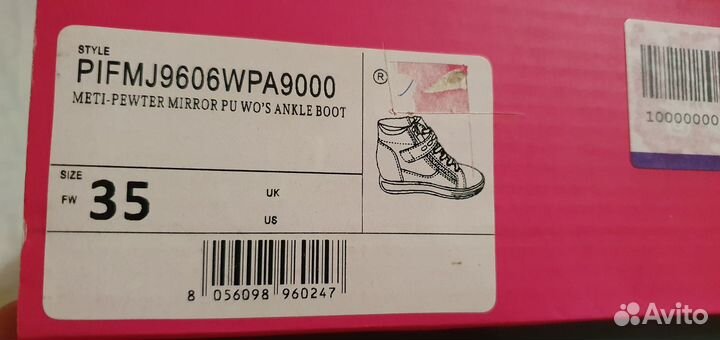 STYLE
PIFMJ9606WPA9000
METI-PEWTER MIRROR PU WO'S ANKLE BOOT
®
SIZE
FW 35
UK
US
8 056098 960247
10000000
Avito